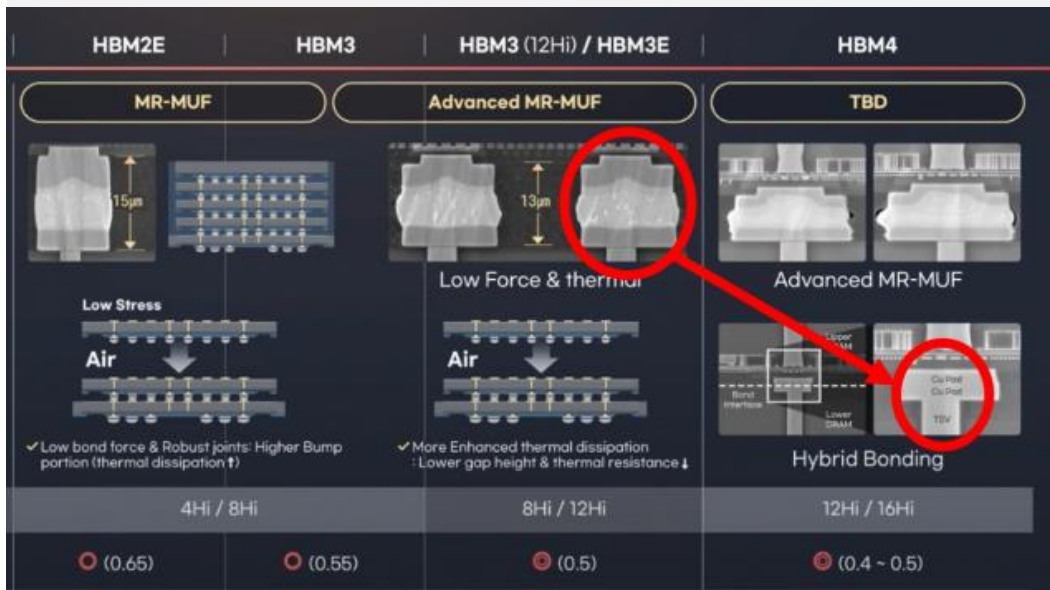 HBM2E
HBM3
HBM3 (12Hi) / HBM3E
HBM4
MR-MUF
Advanced MR-MUF
TBD
15μm
13μm
Low Force & thermal
Advanced MR-MUF
Low Stress
Air
Air
Upper
DRAM
Bond
Interface
Lower
DRAM
Cu Pad
Cu Pad
TSV
✓Low bond force & Robust joints: Higher Bump
portion (thermal dissipation↑)
✓More Enhanced thermal dissipation
: Lower gap height & thermal resistance↓
Hybrid Bonding
4Hi / 8Hi
8Hi / 12Hi
12Hi / 16Hi
(0.65)
(0.55)
(0.5)
(0.4 ~ 0.5)